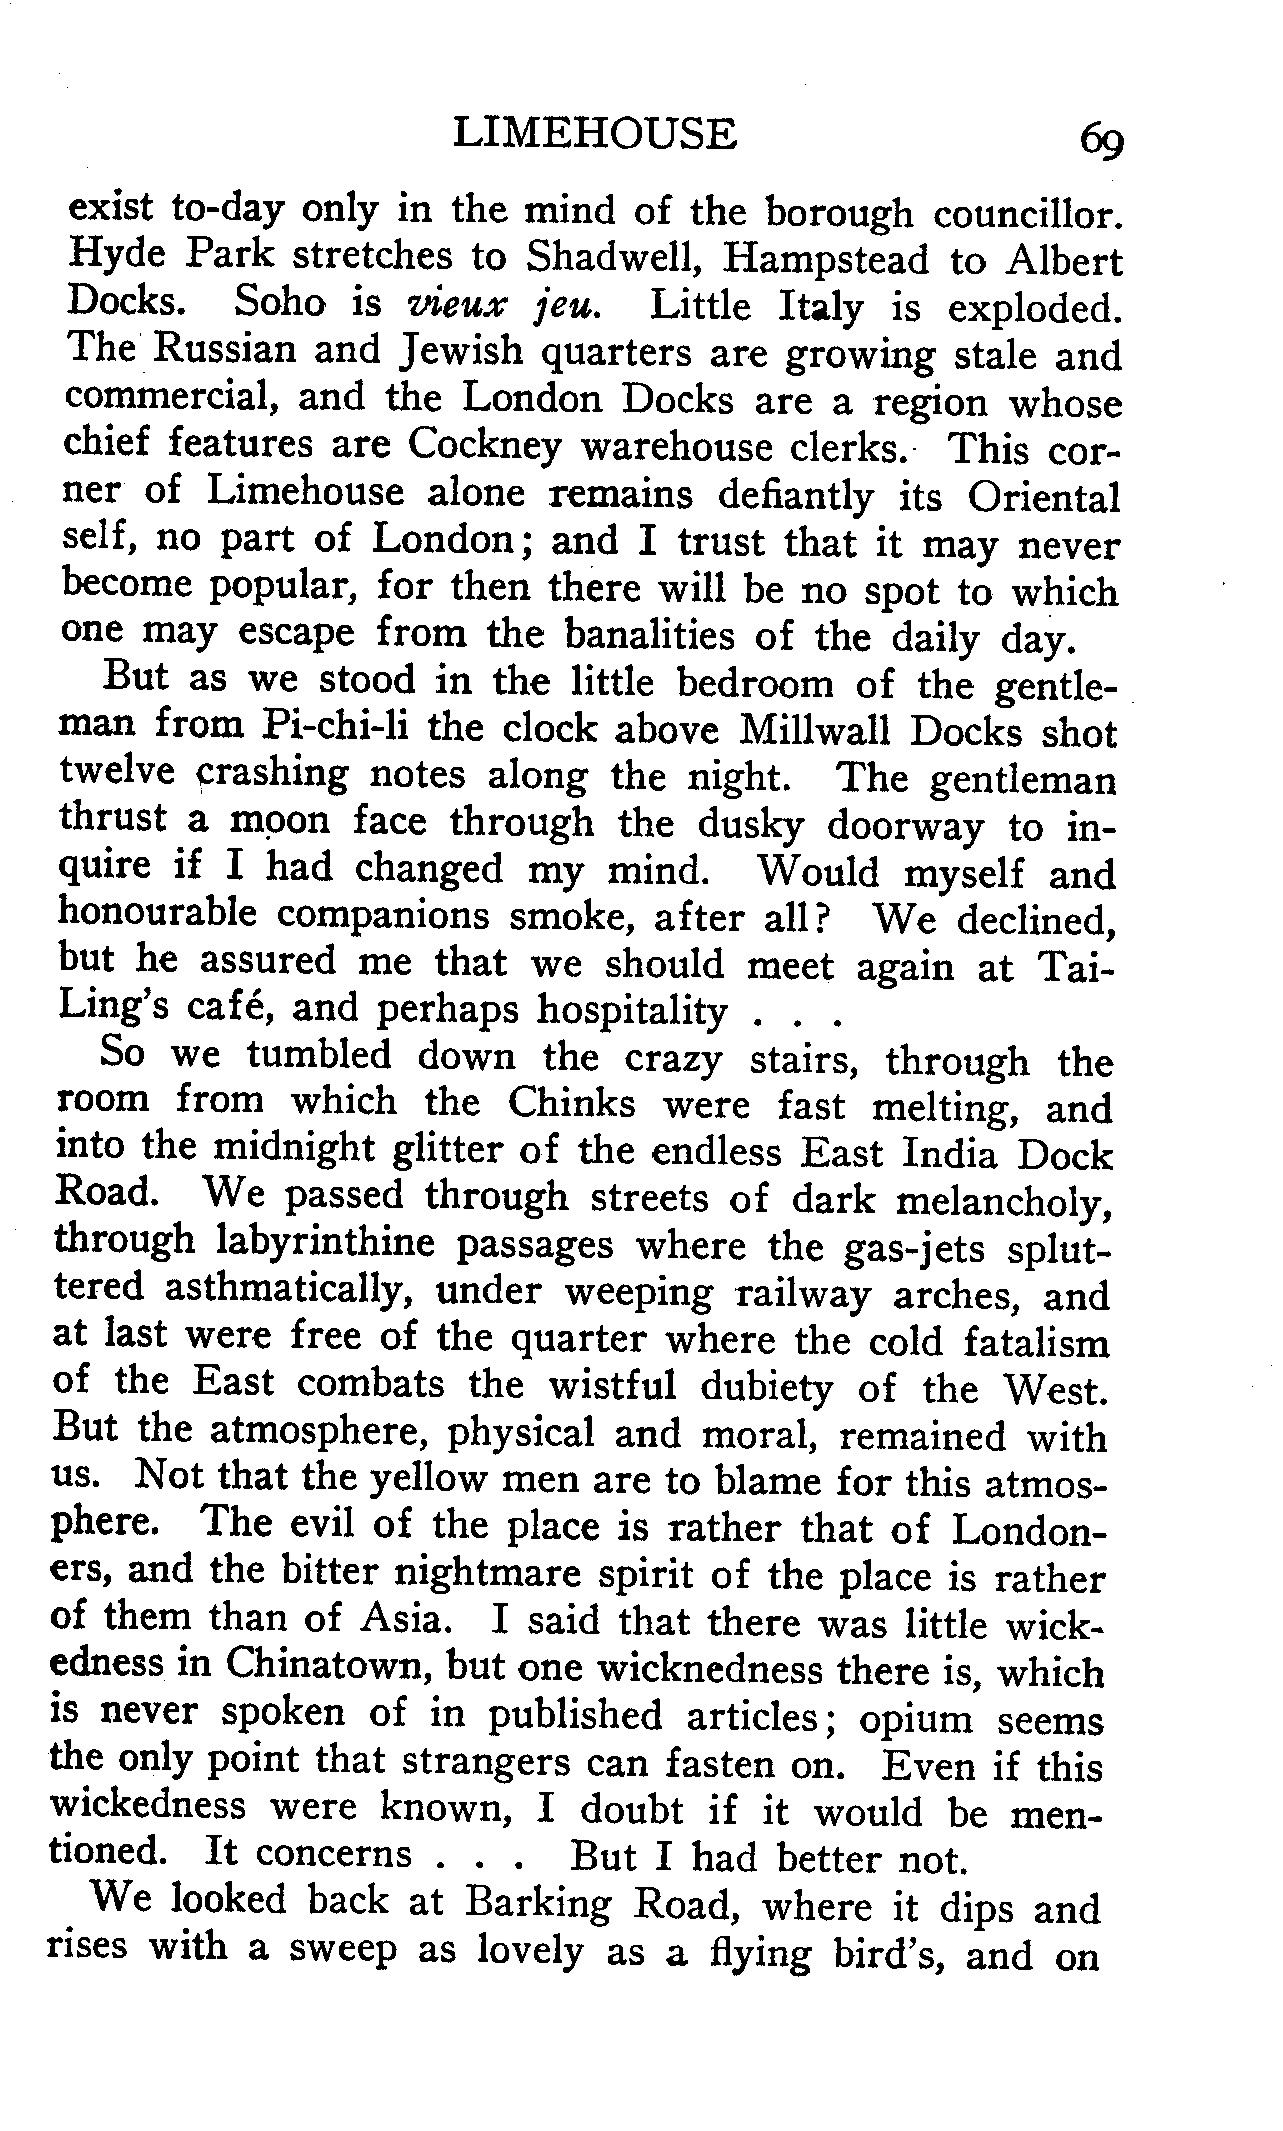 LIMEHOUSE 69
exist to-day only in the mind of the borough councillor.
Hyde Park stretches to Shadwell, Hampstead to Albert
Docks. Soho is vieux jeu. Little Italy is exploded.
The Russian and Jewish quarters are growing stale and
commercial, and the London Docks are a region whose
chief features are Cockney warehouse clerks. This cor-
ner of Limehouse alone remains defiantly its Oriental
self, no part of London; and I trust that it may never
become popular, for then there will be no spot to which
one may escape from the banalities of the daily day.
But as we stood in the little bedroom of the gentle-
man from Pi-chi-li the clock above Millwall Docks shot
twelve crashing notes along the night. The gentleman
thrust a moon face through the dusky doorway to in-
quire if I had changed my mind. Would myself and
honourable companions smoke, after all? We declined,
but he assured me that we should meet again at Tai-
Ling's café, and perhaps hospitality . . .
So we tumbled down the crazy stairs, through the
room from which the Chinks were fast melting, and
into the midnight glitter of the endless East India Dock
Road. We passed through streets of dark melancholy,
through labyrinthine passages where the gas-jets splut-
tered asthmatically, under weeping railway arches, and
at last were free of the quarter where the cold fatalism
of the East combats the wistful dubiety of the West.
But the atmosphere, physical and moral, remained with
us. Not that the yellow men are to blame for this atmos-
phere. The evil of the place is rather that of London-
ers, and the bitter nightmare spirit of the place is rather
of them than of Asia. I said that there was little wick-
edness in Chinatown, but one wicknedness there is, which
is never spoken of in published articles; opium seems
the only point that strangers can fasten on. Even if this
wickedness were known, I doubt if it would be men-
tioned. It concerns . . . But I had better not.
We looked back at Barking Road, where it dips and
rises with a sweep as lovely as a flying bird's, and on